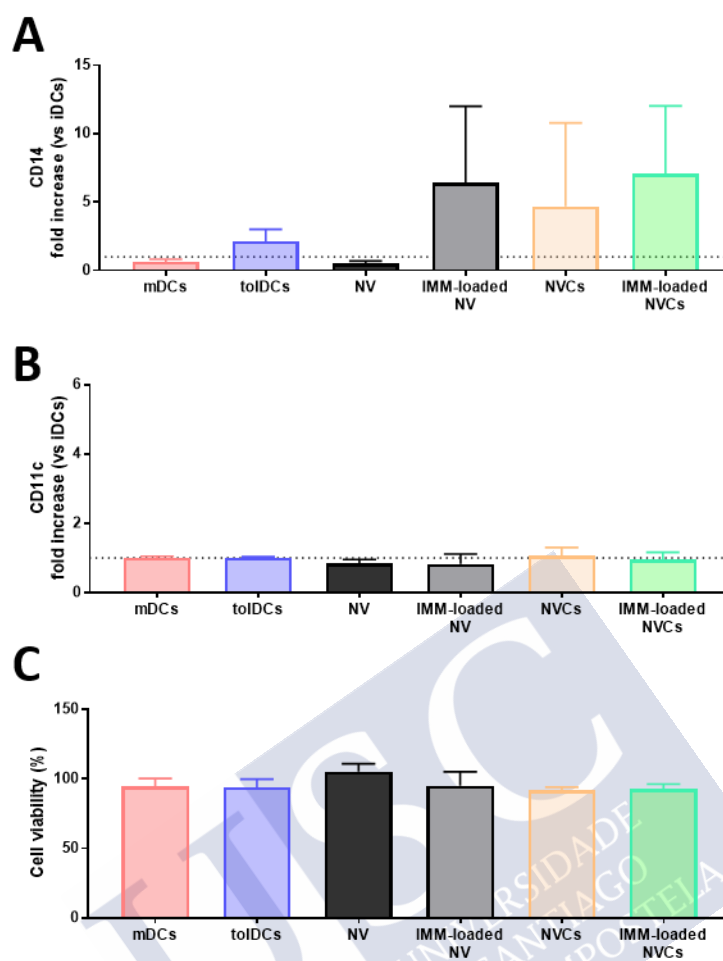 A
CD14
fold increase (vs iDCs)
15
10
5
0
mDCs
tolDCs
NV
IMM-loaded
NV
NVCs
IMM-loaded
NVCs
B
CD11c
fold increase (vs iDCs)
6
4
2
0
mDCs
tolDCs
NV
IMM-loaded
NV
NVCs
IMM-loaded
NVCs
C
Cell viability (%)
150
100
50
0
mDCs
tolDCs
NV
IMM-loaded
NV
NVCs
IMM-loaded
NVCs
USC
UNIVERSIDADE
SANTIAGO